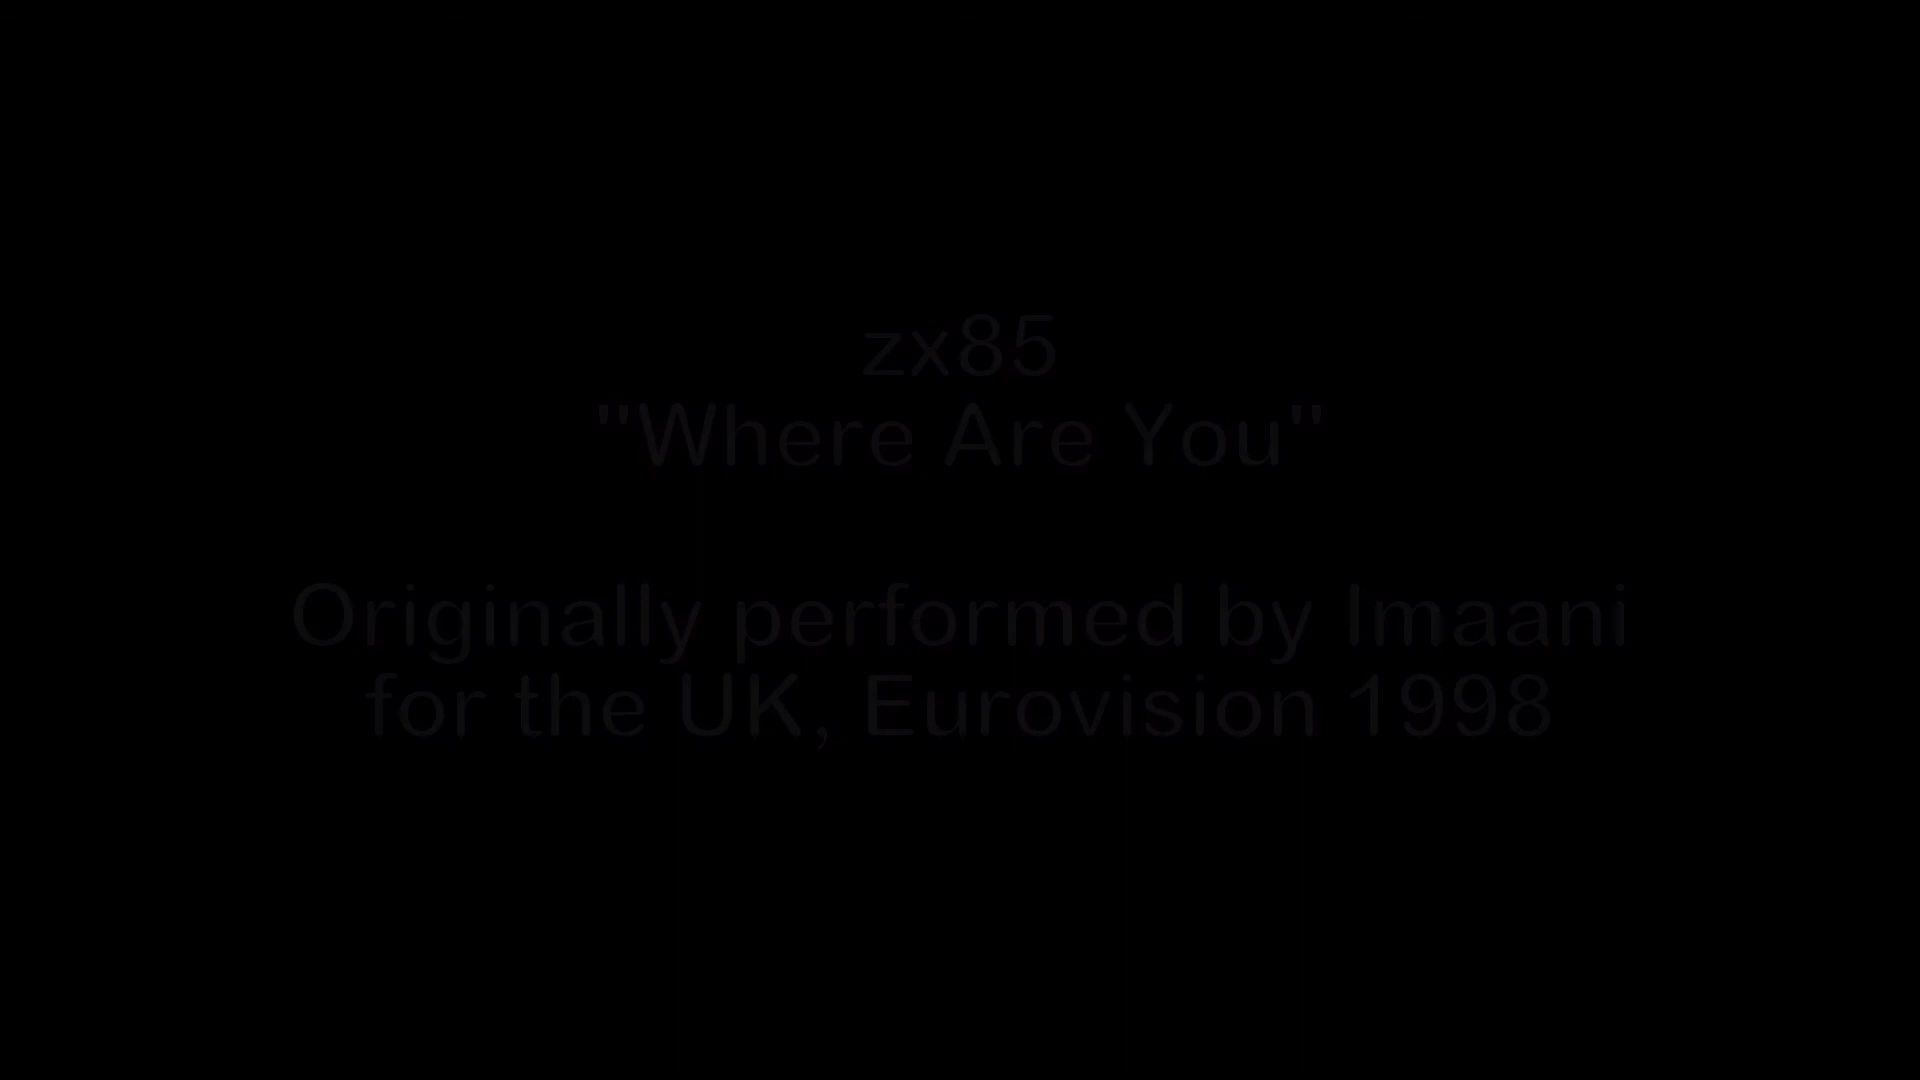 zx85
"Where Are You"
Originally performed by Imaani
for the UK, Eurovision 1998